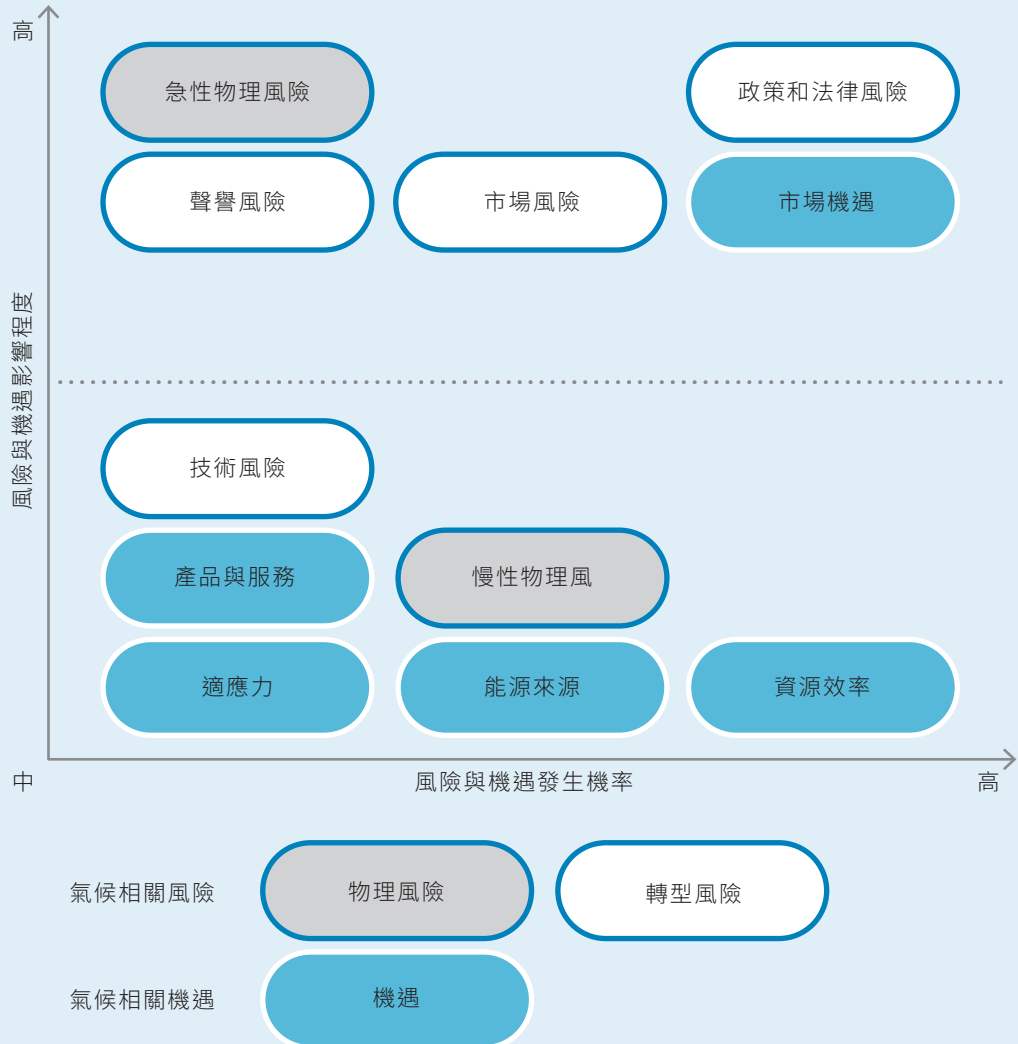 高
急性物理風險
政策和法律風險
聲譽風險
市場風險
市場機遇
風險與機遇影響程度
技術風險
產品與服務
慢性物理風
適應力
能源來源
資源效率
中
風險與機遇發生機率
高
氣候相關風險
物理風險
轉型風險
氣候相關機遇
機遇